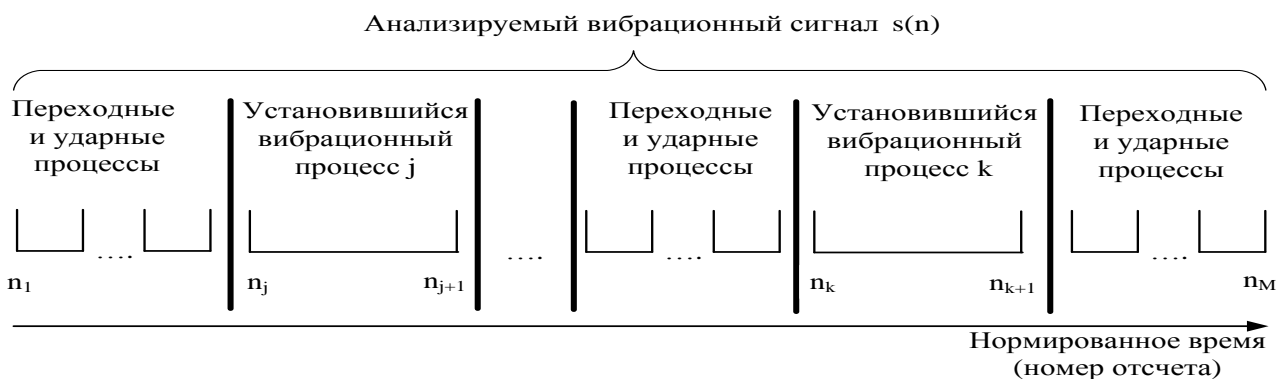 Анализируемый вибрационный сигнал s(n)
Переходные
и ударные
процессы
Установившийся
вибрационный
процесс j
Переходные
и ударные
процессы
Установившийся
вибрационный
процесс k
Переходные
и ударные
процессы
.... .... .... ....
....
n₁ nⱼ nⱼ₊₁ nₖ nₖ₊₁ n_M
Нормированное время
(номер отсчета)